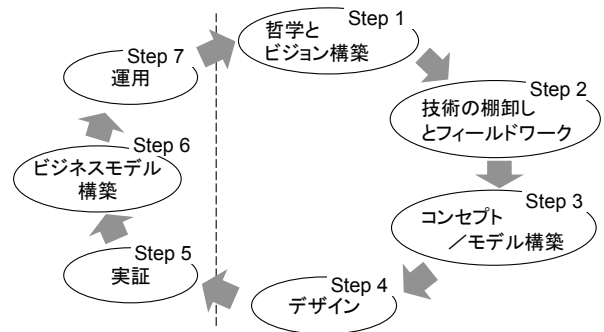 Step 1
哲学と
ビジョン構築
Step 2
技術の棚卸し
とフィールドワーク
Step 3
コンセプト
／モデル構築
Step 4
デザイン
Step 5
実証
Step 6
ビジネスモデル
構築
Step 7
運用